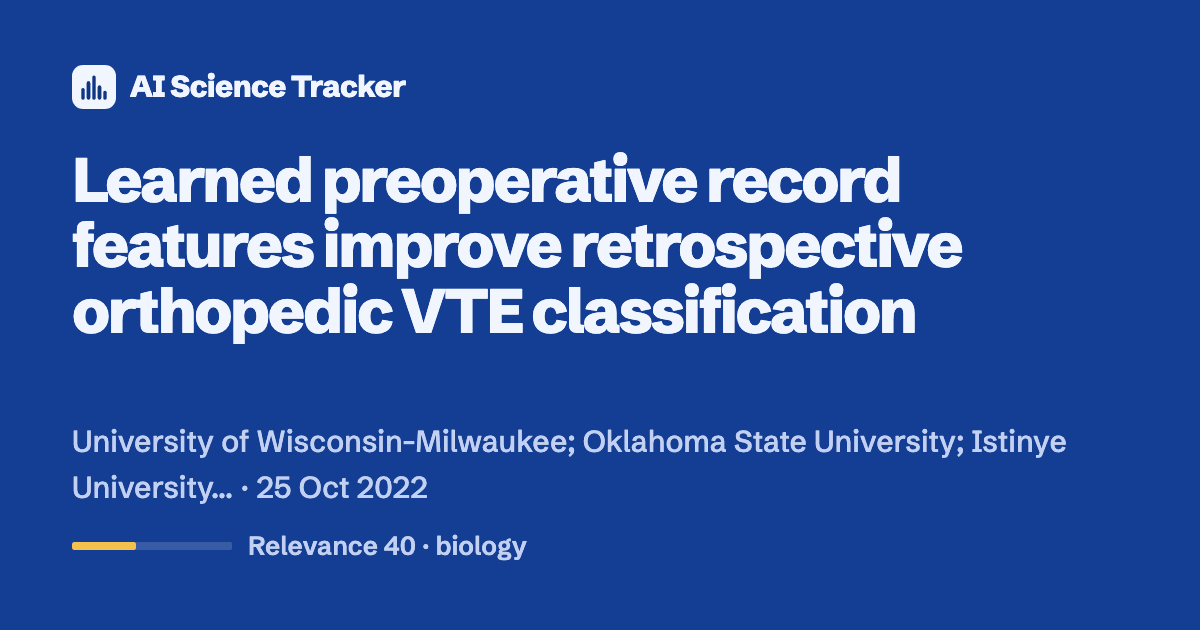 AI Science Tracker
Learned preoperative record
features improve retrospective
orthopedic VTE classification
University of Wisconsin-Milwaukee; Oklahoma State University; Istinye
University... · 25 Oct 2022
Relevance 40 · biology